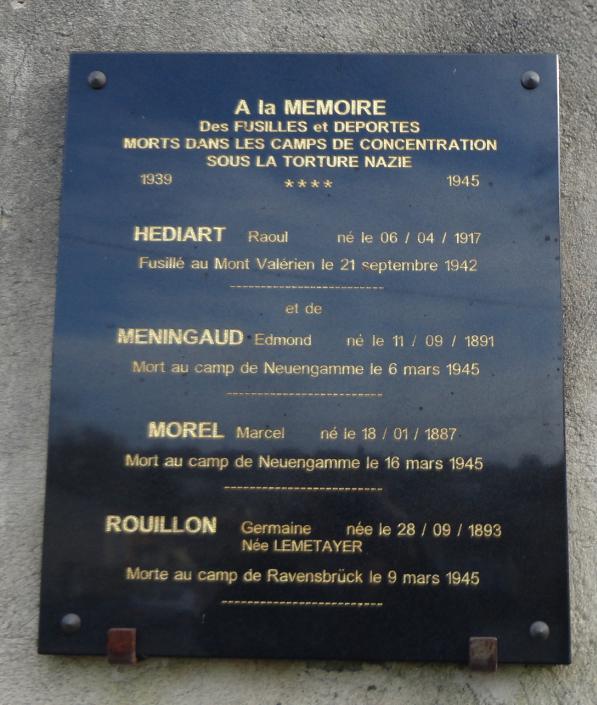 A la MEMOIRE
Des FUSILLES et DEPORTES
MORTS DANS LES CAMPS DE CONCENTRATION
SOUS LA TORTURE NAZIE
1939 **** 1945
HEDIART Raoul né le 06 / 04 / 1917
Fusillé au Mont Valérien le 21 septembre 1942
-------------------------
et de
MENINGAUD Edmond né le 11 / 09 / 1891
Mort au camp de Neuengamme le 6 mars 1945
-------------------------
MOREL Marcel né le 18 / 01 / 1887
Mort au camp de Neuengamme le 16 mars 1945
-------------------------
ROUILLON Germaine née le 28 / 09 / 1893
Née LEMETAYER
Morte au camp de Ravensbrück le 9 mars 1945
-------------------------